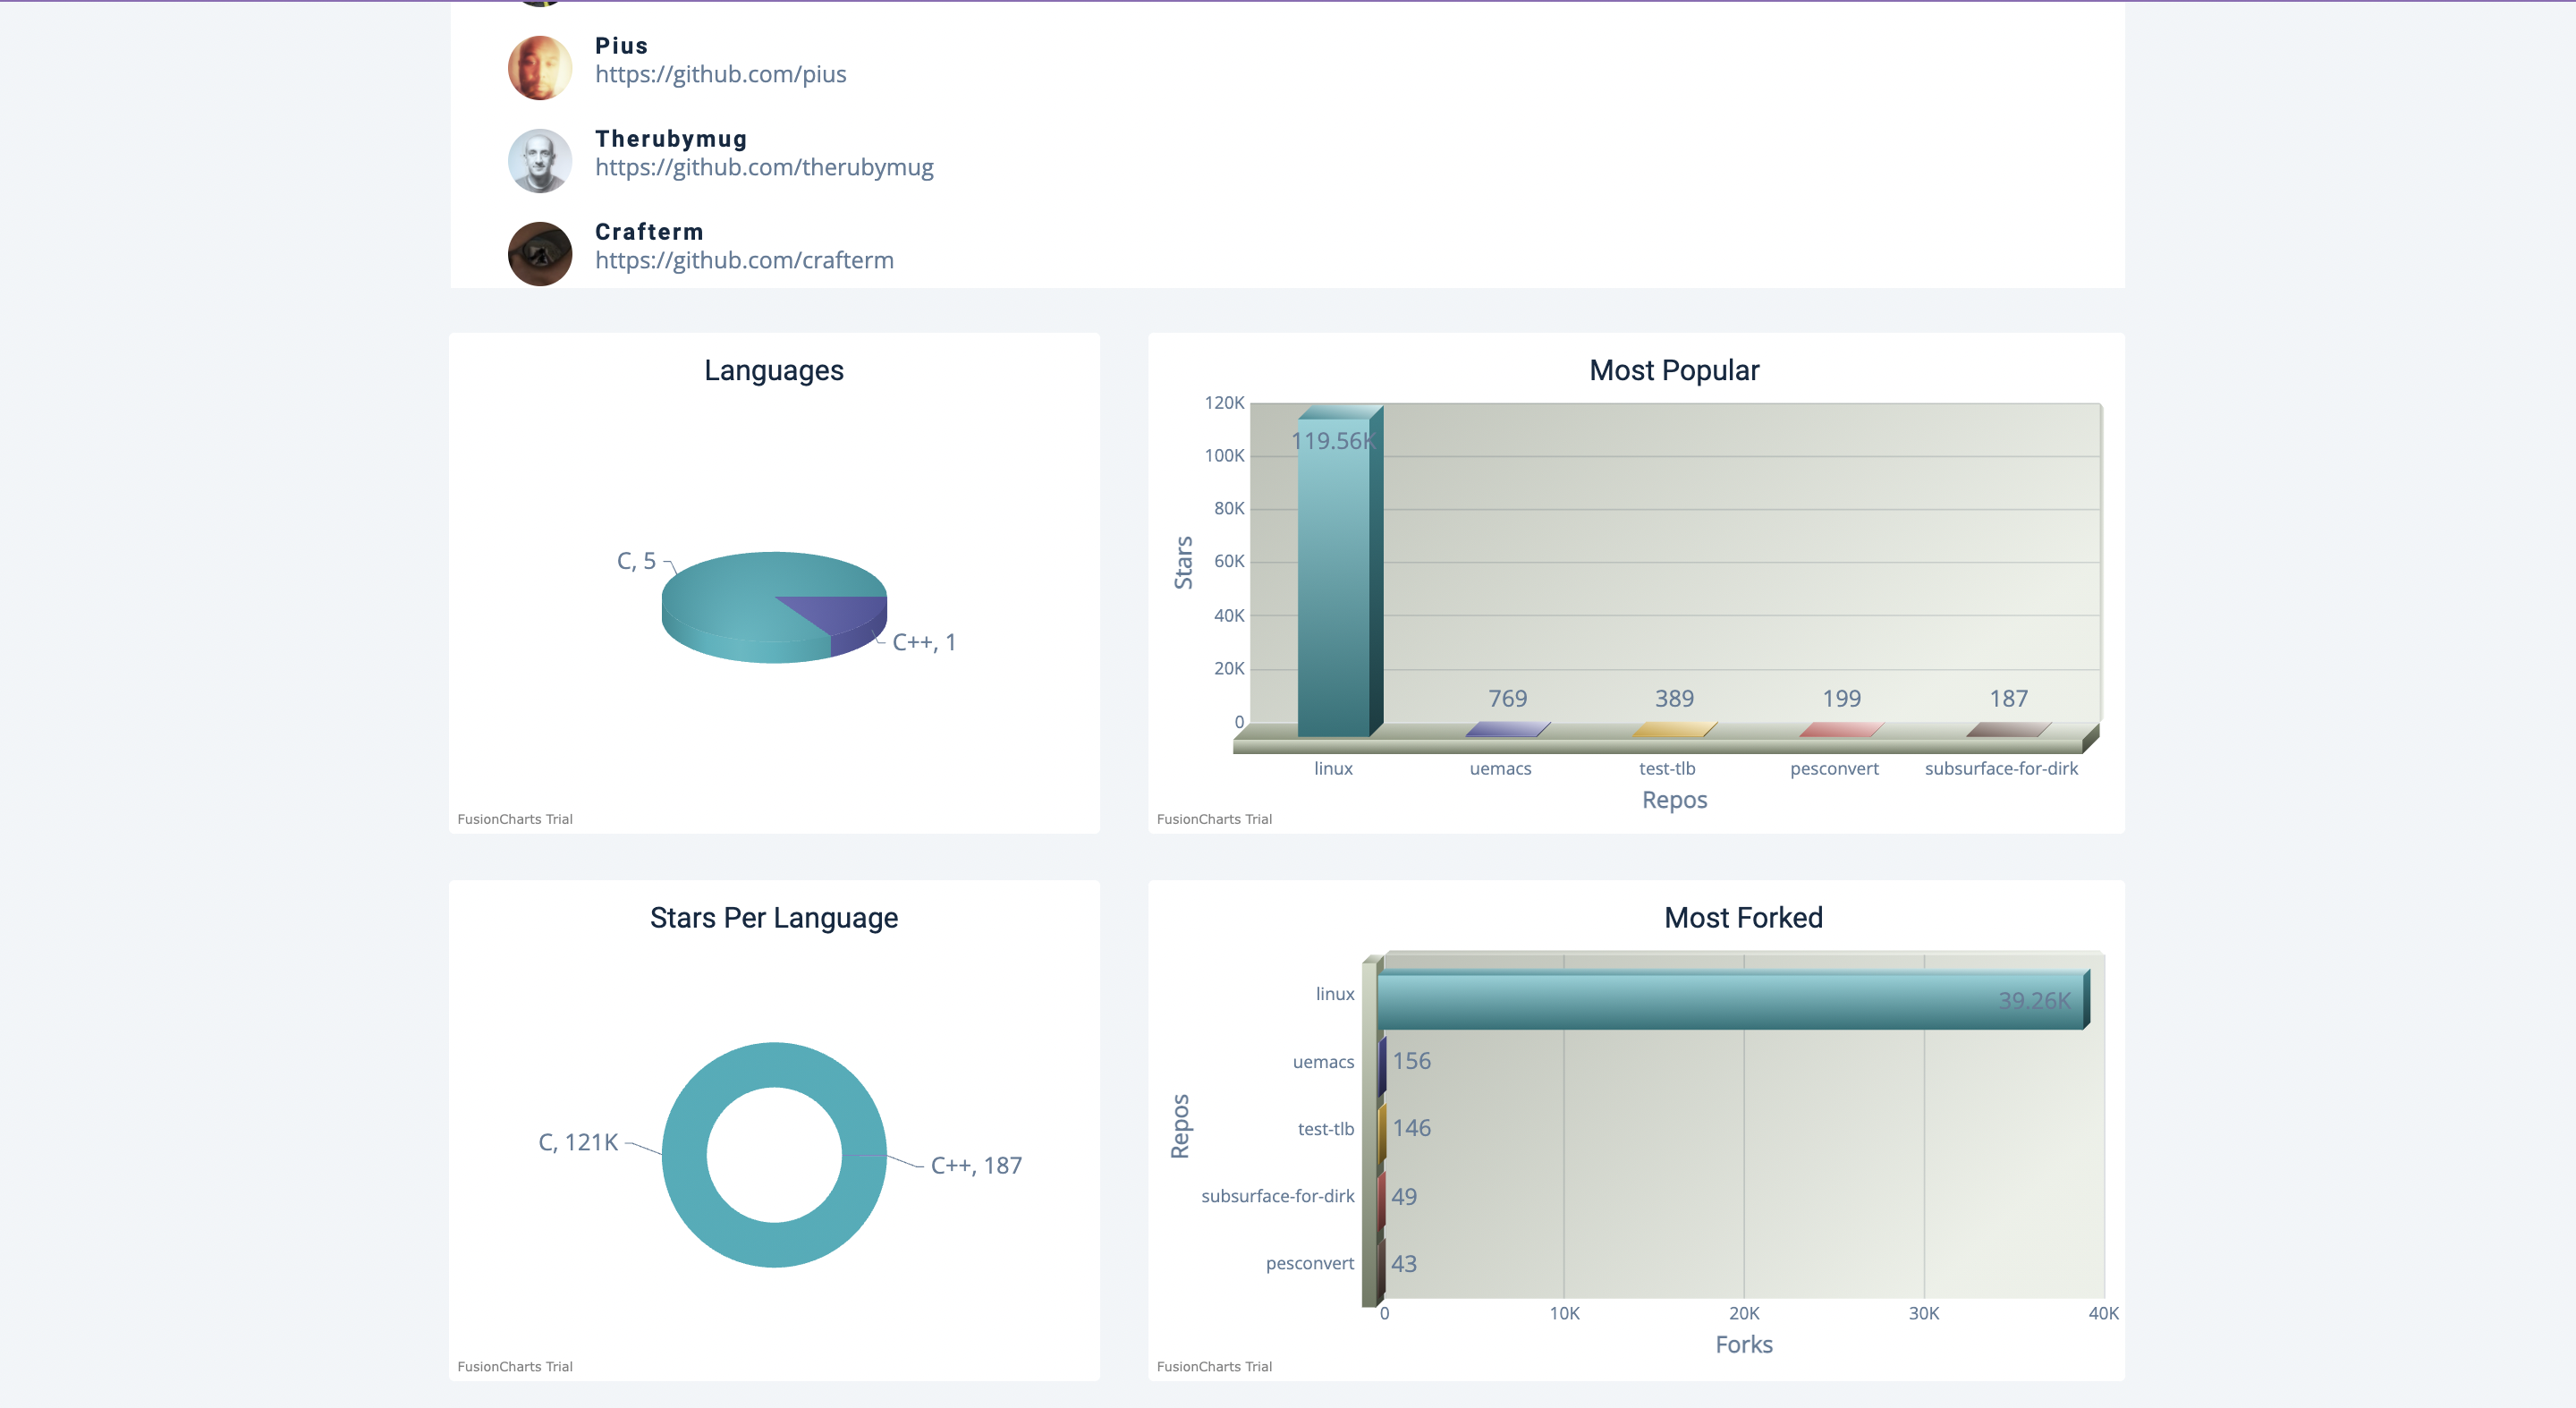 Pius
https://github.com/pius
Therubymug
https://github.com/therubymug
Crafterm
https://github.com/crafterm
Languages
C, 5
C++, 1
FusionCharts Trial
Most Popular
120K
100K
80K
60K
40K
20K
0
Stars
119.56K
769
389
199
187
linux
uemacs
test-tlb
pesconvert
subsurface-for-dirk
Repos
FusionCharts Trial
Stars Per Language
C, 121K
C++, 187
FusionCharts Trial
Most Forked
Repos
linux
39.26K
uemacs
156
test-tlb
146
subsurface-for-dirk
49
pesconvert
43
0
10K
20K
30K
40K
Forks
FusionCharts Trial